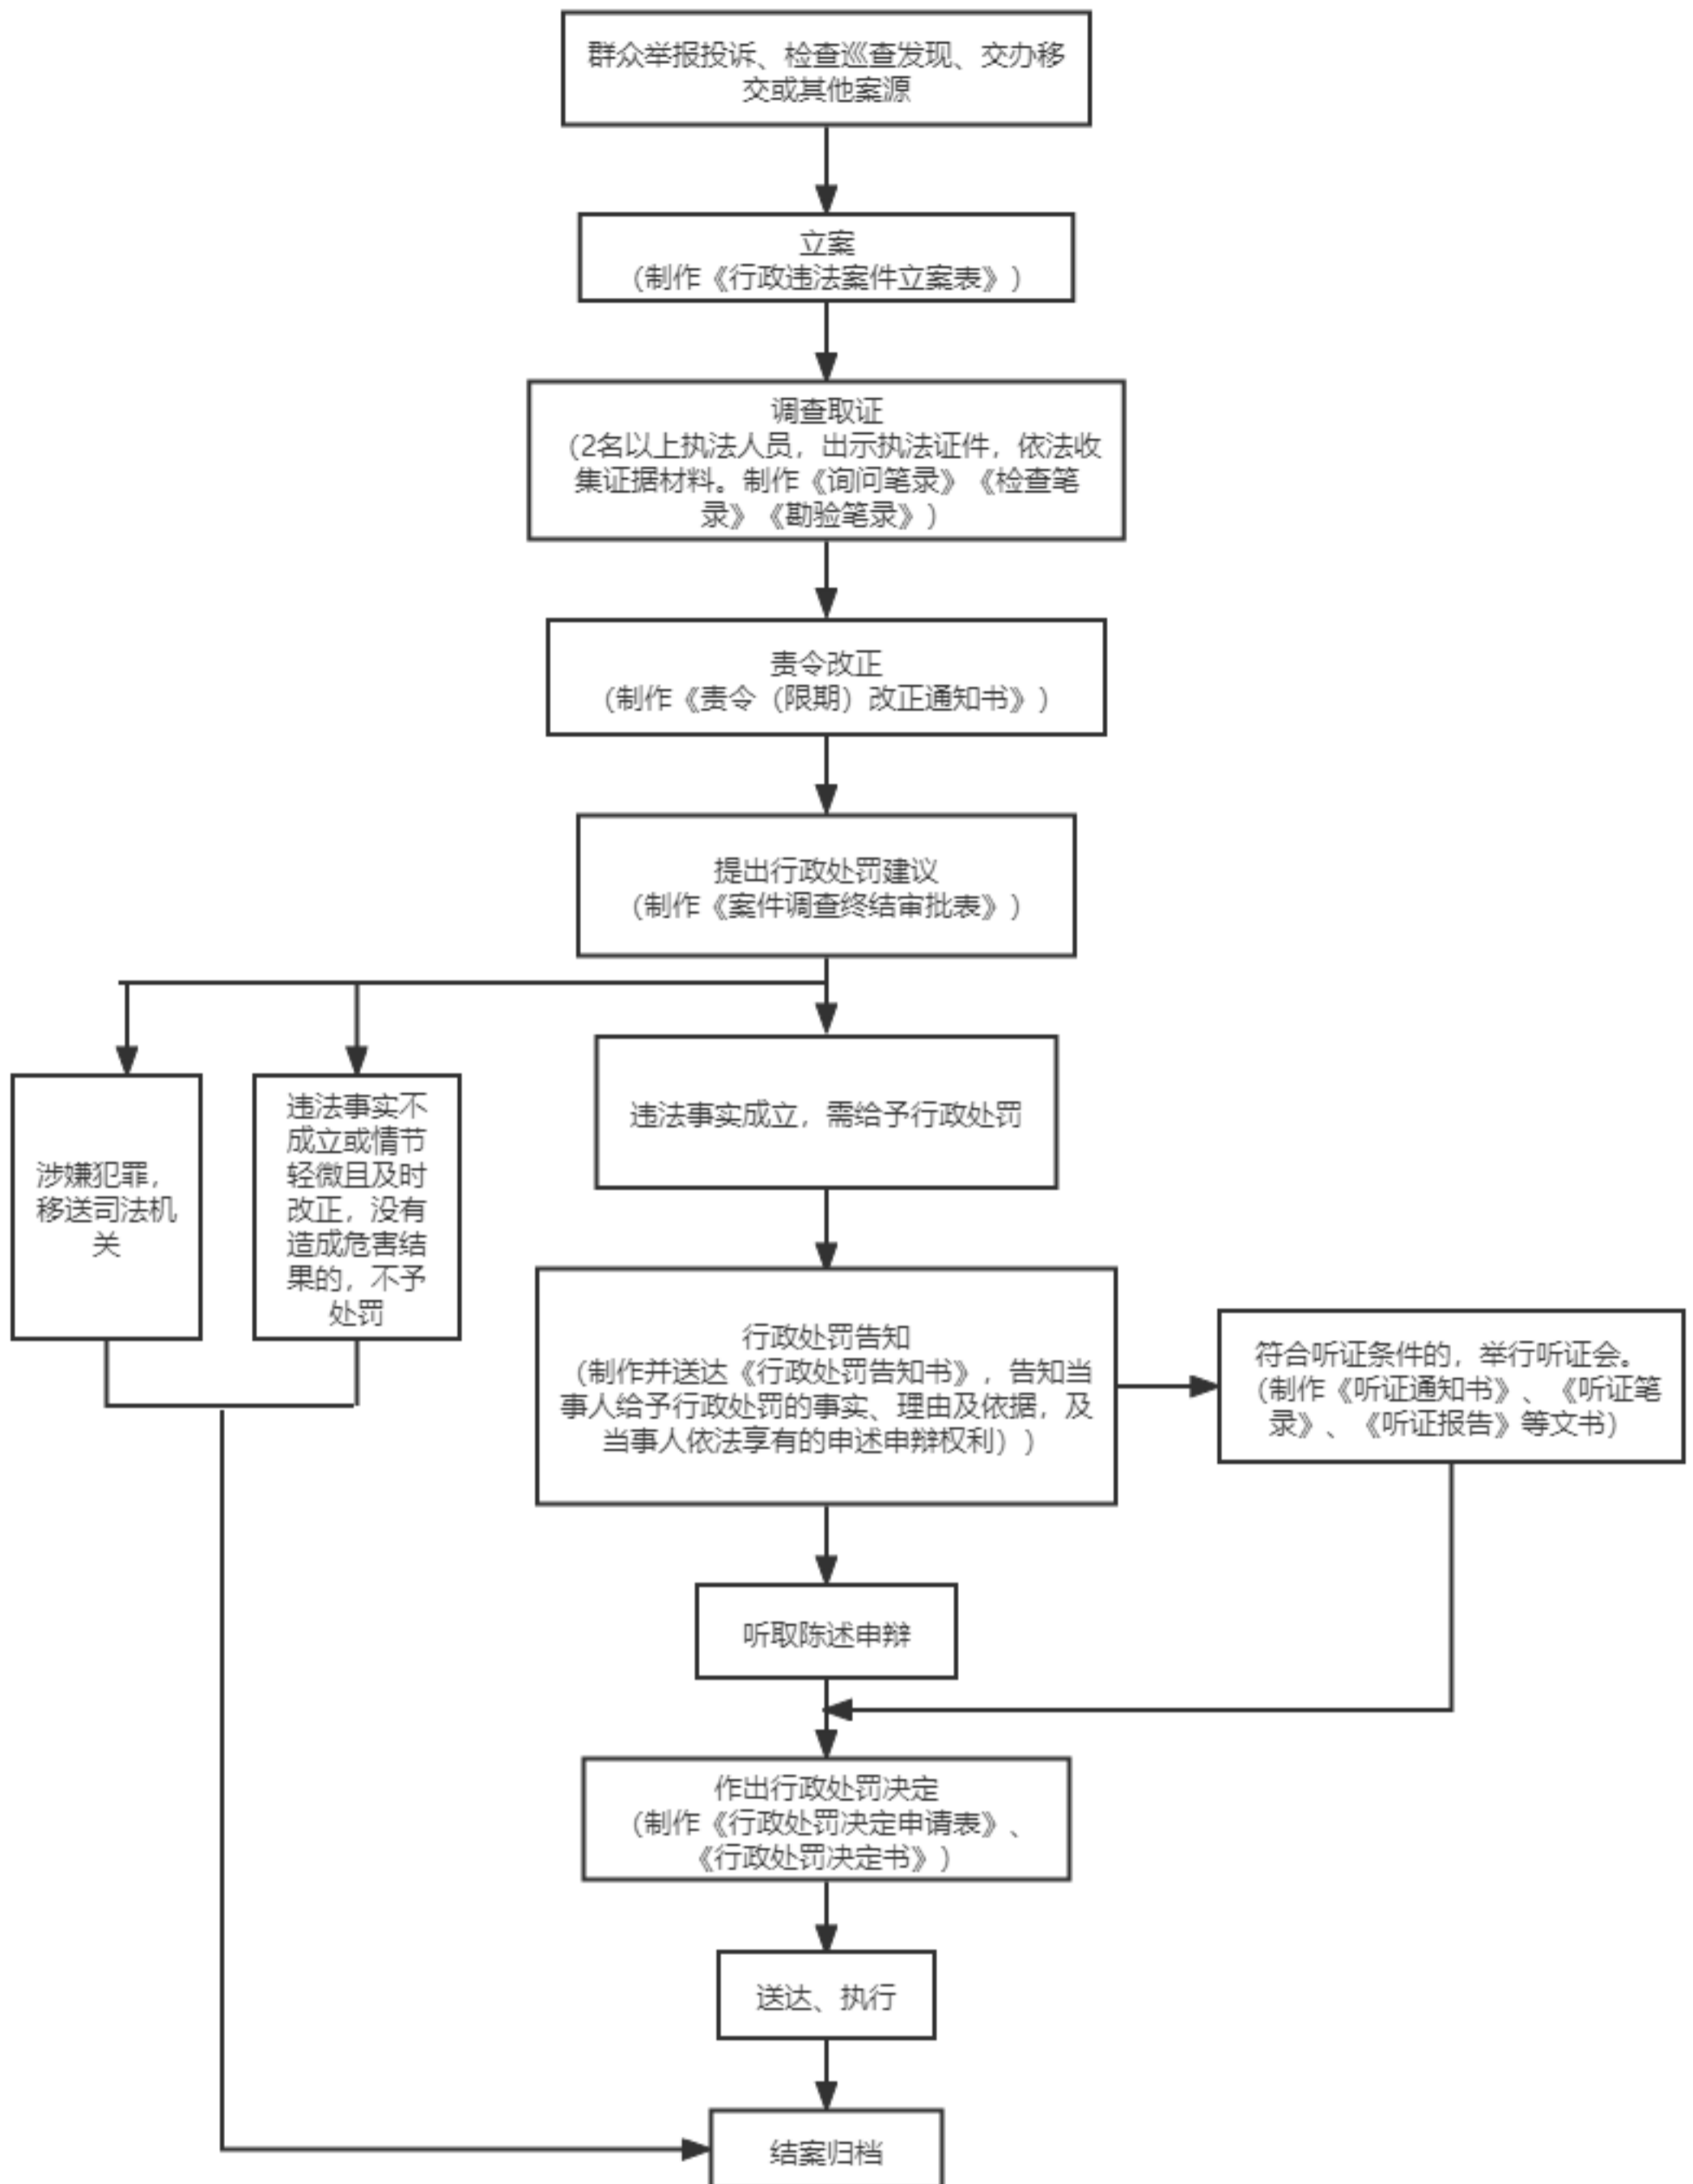 群众举报投诉、检查巡查发现、交办移
交或其他案源
立案
（制作《行政违法案件立案表》）
调查取证
（2名以上执法人员，出示执法证件，依法收
集证据材料。制作《询问笔录》《检查笔
录》《勘验笔录》）
责令改正
（制作《责令（限期）改正通知书》）
提出行政处罚建议
（制作《案件调查终结审批表》）
涉嫌犯罪，
移送司法机
关
违法事实不
成立或情节
轻微且及时
改正，没有
造成危害结
果的，不予
处罚
违法事实成立，需给予行政处罚
行政处罚告知
（制作并送达《行政处罚告知书》，告知当
事人给予行政处罚的事实、理由及依据，及
当事人依法享有的申述申辩权利））
符合听证条件的，举行听证会。
（制作《听证通知书》、《听证笔
录》、《听证报告》等文书）
听取陈述申辩
作出行政处罚决定
（制作《行政处罚决定申请表》、
《行政处罚决定书》）
送达、执行
结案归档